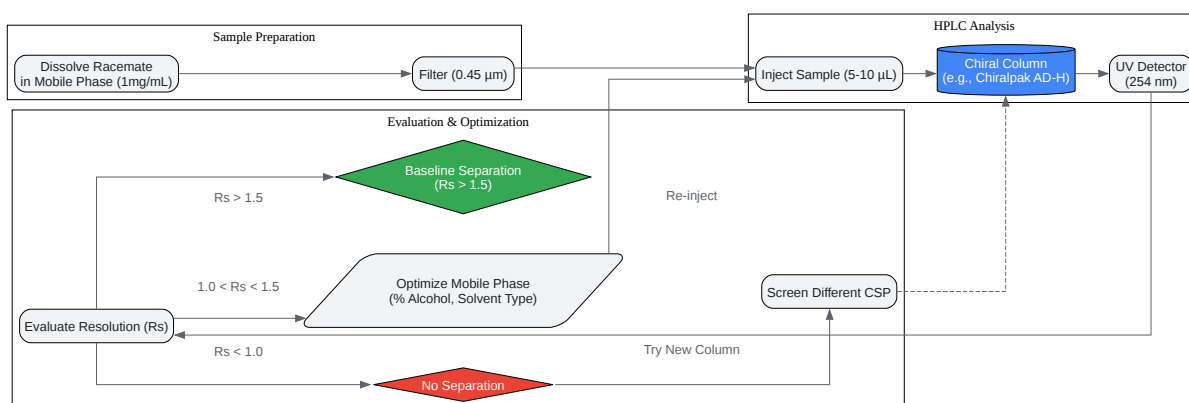 Sample Preparation
Dissolve Racemate
in Mobile Phase (1mg/mL)
Filter (0.45 µm)
HPLC Analysis
Inject Sample (5-10 µL)
Chiral Column
(e.g., Chiralpak AD-H)
UV Detector
(254 nm)
Evaluation & Optimization
Baseline Separation
(Rs > 1.5)
Rs > 1.5
Re-inject
1.0 < Rs < 1.5
Optimize Mobile Phase
(% Alcohol, Solvent Type)
Screen Different CSP
Evaluate Resolution (Rs)
Rs < 1.0
Try New Column
No Separation